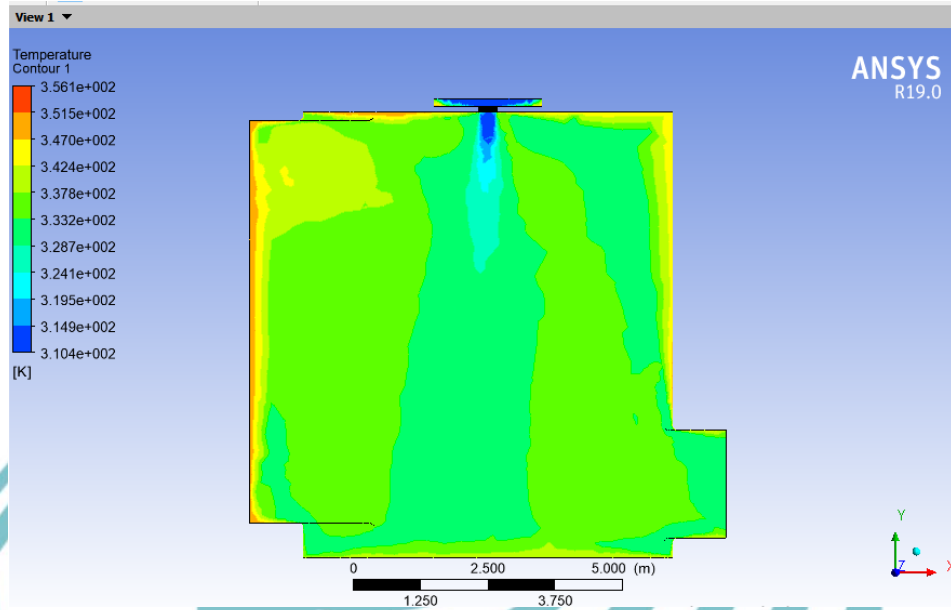 View 1
Temperature
Contour 1
3.561e+002
3.515e+002
3.470e+002
3.424e+002
3.378e+002
3.332e+002
3.287e+002
3.241e+002
3.195e+002
3.149e+002
3.104e+002
[K]
ANSYS
R19.0
0 2.500 5.000 (m)
1.250 3.750
Y
Z X